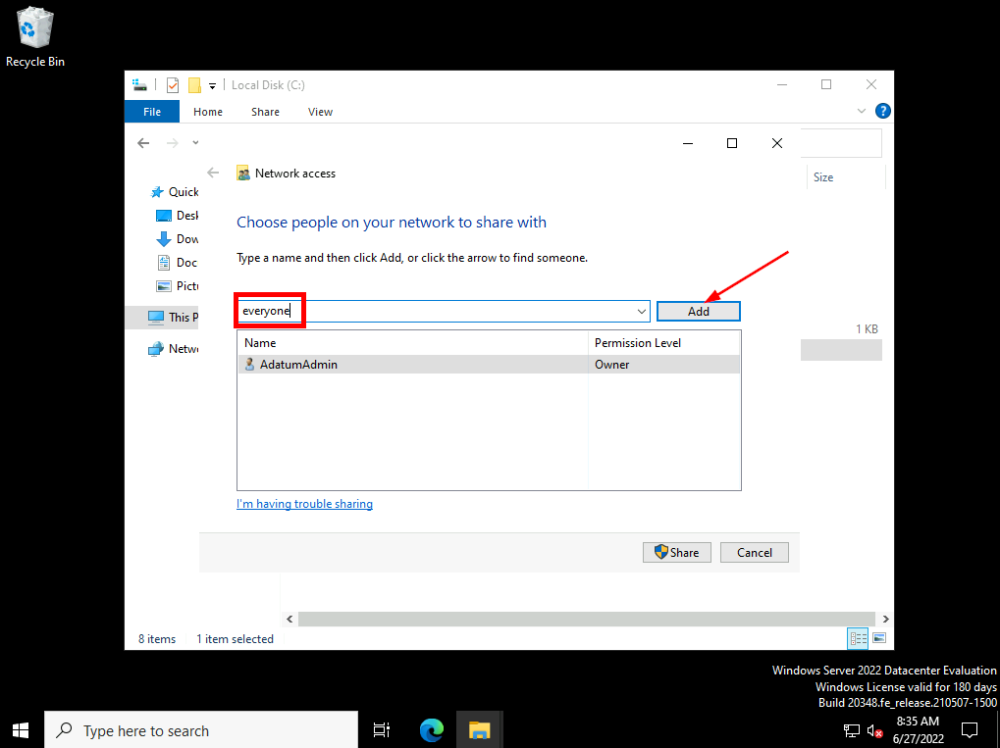 Recycle Bin
Local Disk (C:)
File Home Share View
?
Network access
Size
Quick
Desk
Dow
Doc
Pictu
This P
Netwo
Choose people on your network to share with
Type a name and then click Add, or click the arrow to find someone.
everyone
Add
Name Permission Level
AdatumAdmin Owner
1 KB
I'm having trouble sharing
Share Cancel
8 items 1 item selected
Windows Server 2022 Datacenter Evaluation
Windows License valid for 180 days
Build 20348.fe_release.210507-1500
Type here to search
8:35 AM
6/27/2022